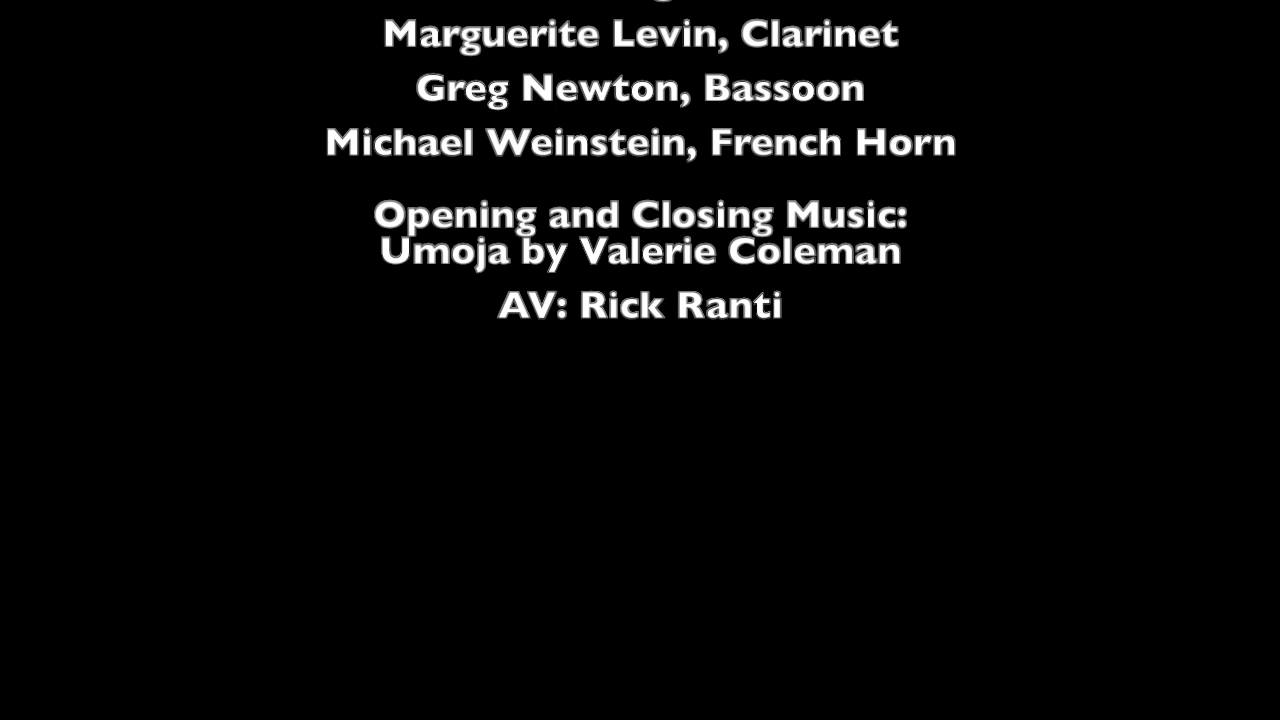 Marguerite Levin, Clarinet
Greg Newton, Bassoon
Michael Weinstein, French Horn
Opening and Closing Music:
Umoja by Valerie Coleman
AV: Rick Ranti